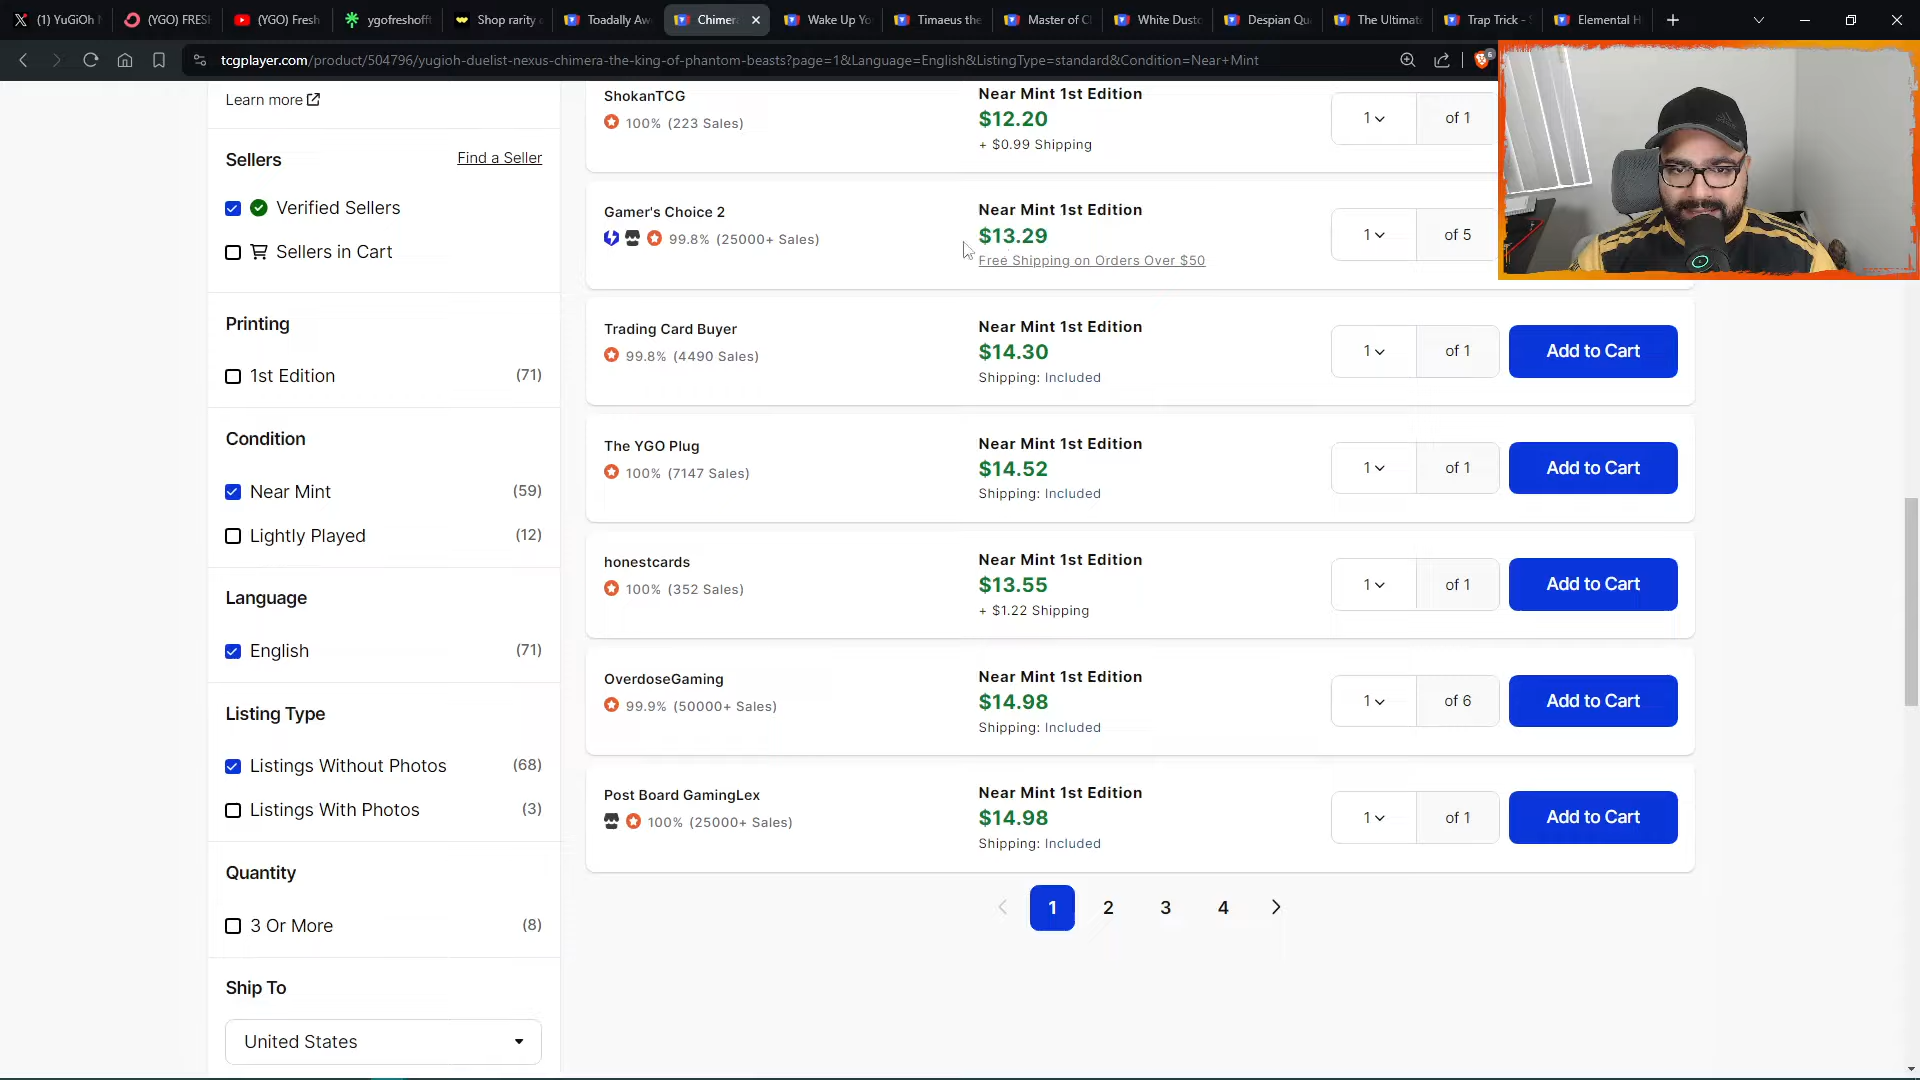 (1) YuGiOh
(YGO) FRESH
(YGO) Fresh
ygofreshofft
Shop rarity
Toadally Aw
Chimer
Wake Up Yo
Timaeus the
Master of C
White Dusto
Despian Qu
The Ultimat
Trap Trick - S
Elemental H
tcgplayer.com/product/504796/yugioh-duelist-nexus-chimera-the-king-of-phantom-beasts?page=1&Language=English&ListingType=standard&Condition=Near+Mint
Learn more
Sellers
Find a Seller
Verified Sellers
Sellers in Cart
Printing
1st Edition (71)
Condition
Near Mint (59)
Lightly Played (12)
Language
English (71)
Listing Type
Listings Without Photos (68)
Listings With Photos (3)
Quantity
3 Or More (8)
Ship To
United States
ShokanTCG
100% (223 Sales)
Near Mint 1st Edition
$12.20
+ $0.99 Shipping
1 of 1
Gamer's Choice 2
99.8% (25000+ Sales)
Near Mint 1st Edition
$13.29
Free Shipping on Orders Over $50
1 of 5
Trading Card Buyer
99.8% (4490 Sales)
Near Mint 1st Edition
$14.30
Shipping: Included
1 of 1
Add to Cart
The YGO Plug
100% (7147 Sales)
Near Mint 1st Edition
$14.52
Shipping: Included
1 of 1
Add to Cart
honestcards
100% (352 Sales)
Near Mint 1st Edition
$13.55
+ $1.22 Shipping
1 of 1
Add to Cart
OverdoseGaming
99.9% (50000+ Sales)
Near Mint 1st Edition
$14.98
Shipping: Included
1 of 6
Add to Cart
Post Board GamingLex
100% (25000+ Sales)
Near Mint 1st Edition
$14.98
Shipping: Included
1 of 1
Add to Cart
1 2 3 4